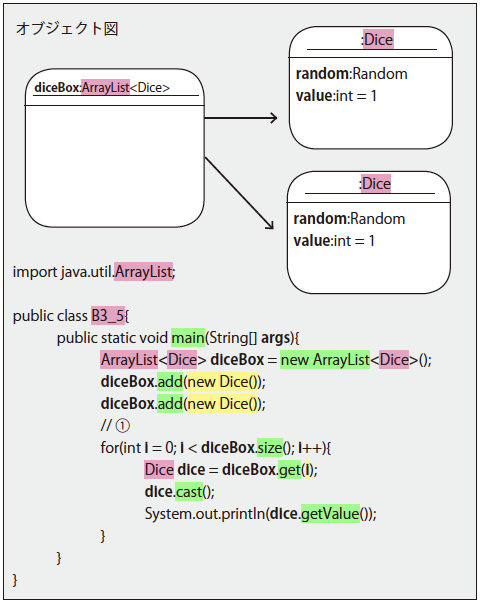 オブジェクト図
:Dice
random:Random
value:int = 1
diceBox:ArrayList<Dice>
:Dice
random:Random
value:int = 1
import java.util.ArrayList;
public class B3_5{
public static void main(String[] args){
ArrayList<Dice> diceBox = new ArrayList<Dice>();
diceBox.add(new Dice());
diceBox.add(new Dice());
// ①
for(int i = 0; i < diceBox.size(); i++){
Dice dice = diceBox.get(i);
dice.cast();
System.out.println(dice.getValue());
}
}
}